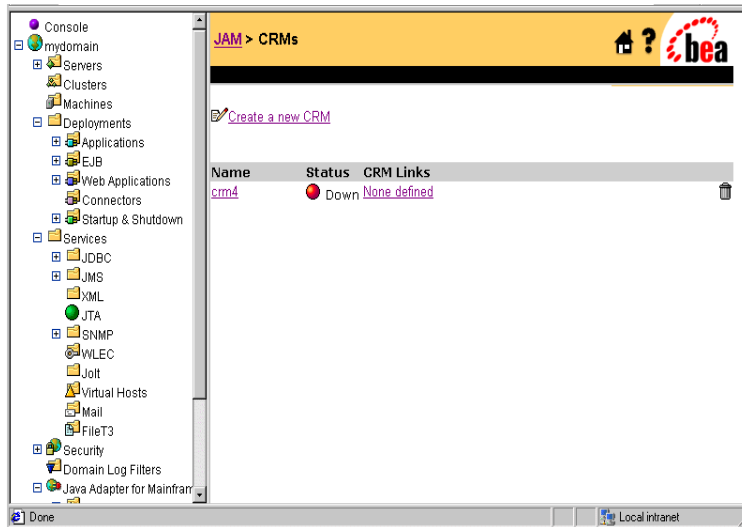 Console
mydomain
Servers
Clusters
Machines
Deployments
Applications
EJB
Web Applications
Connectors
Startup & Shutdown
Services
JDBC
JMS
XML
JTA
SNMP
WLEC
Jolt
Virtual Hosts
Mail
FileT3
Security
Domain Log Filters
Java Adapter for Mainfram
JAM > CRMs
?
bea
Create a new CRM
Name Status CRM Links
crm4 Down None defined
Done Local intranet